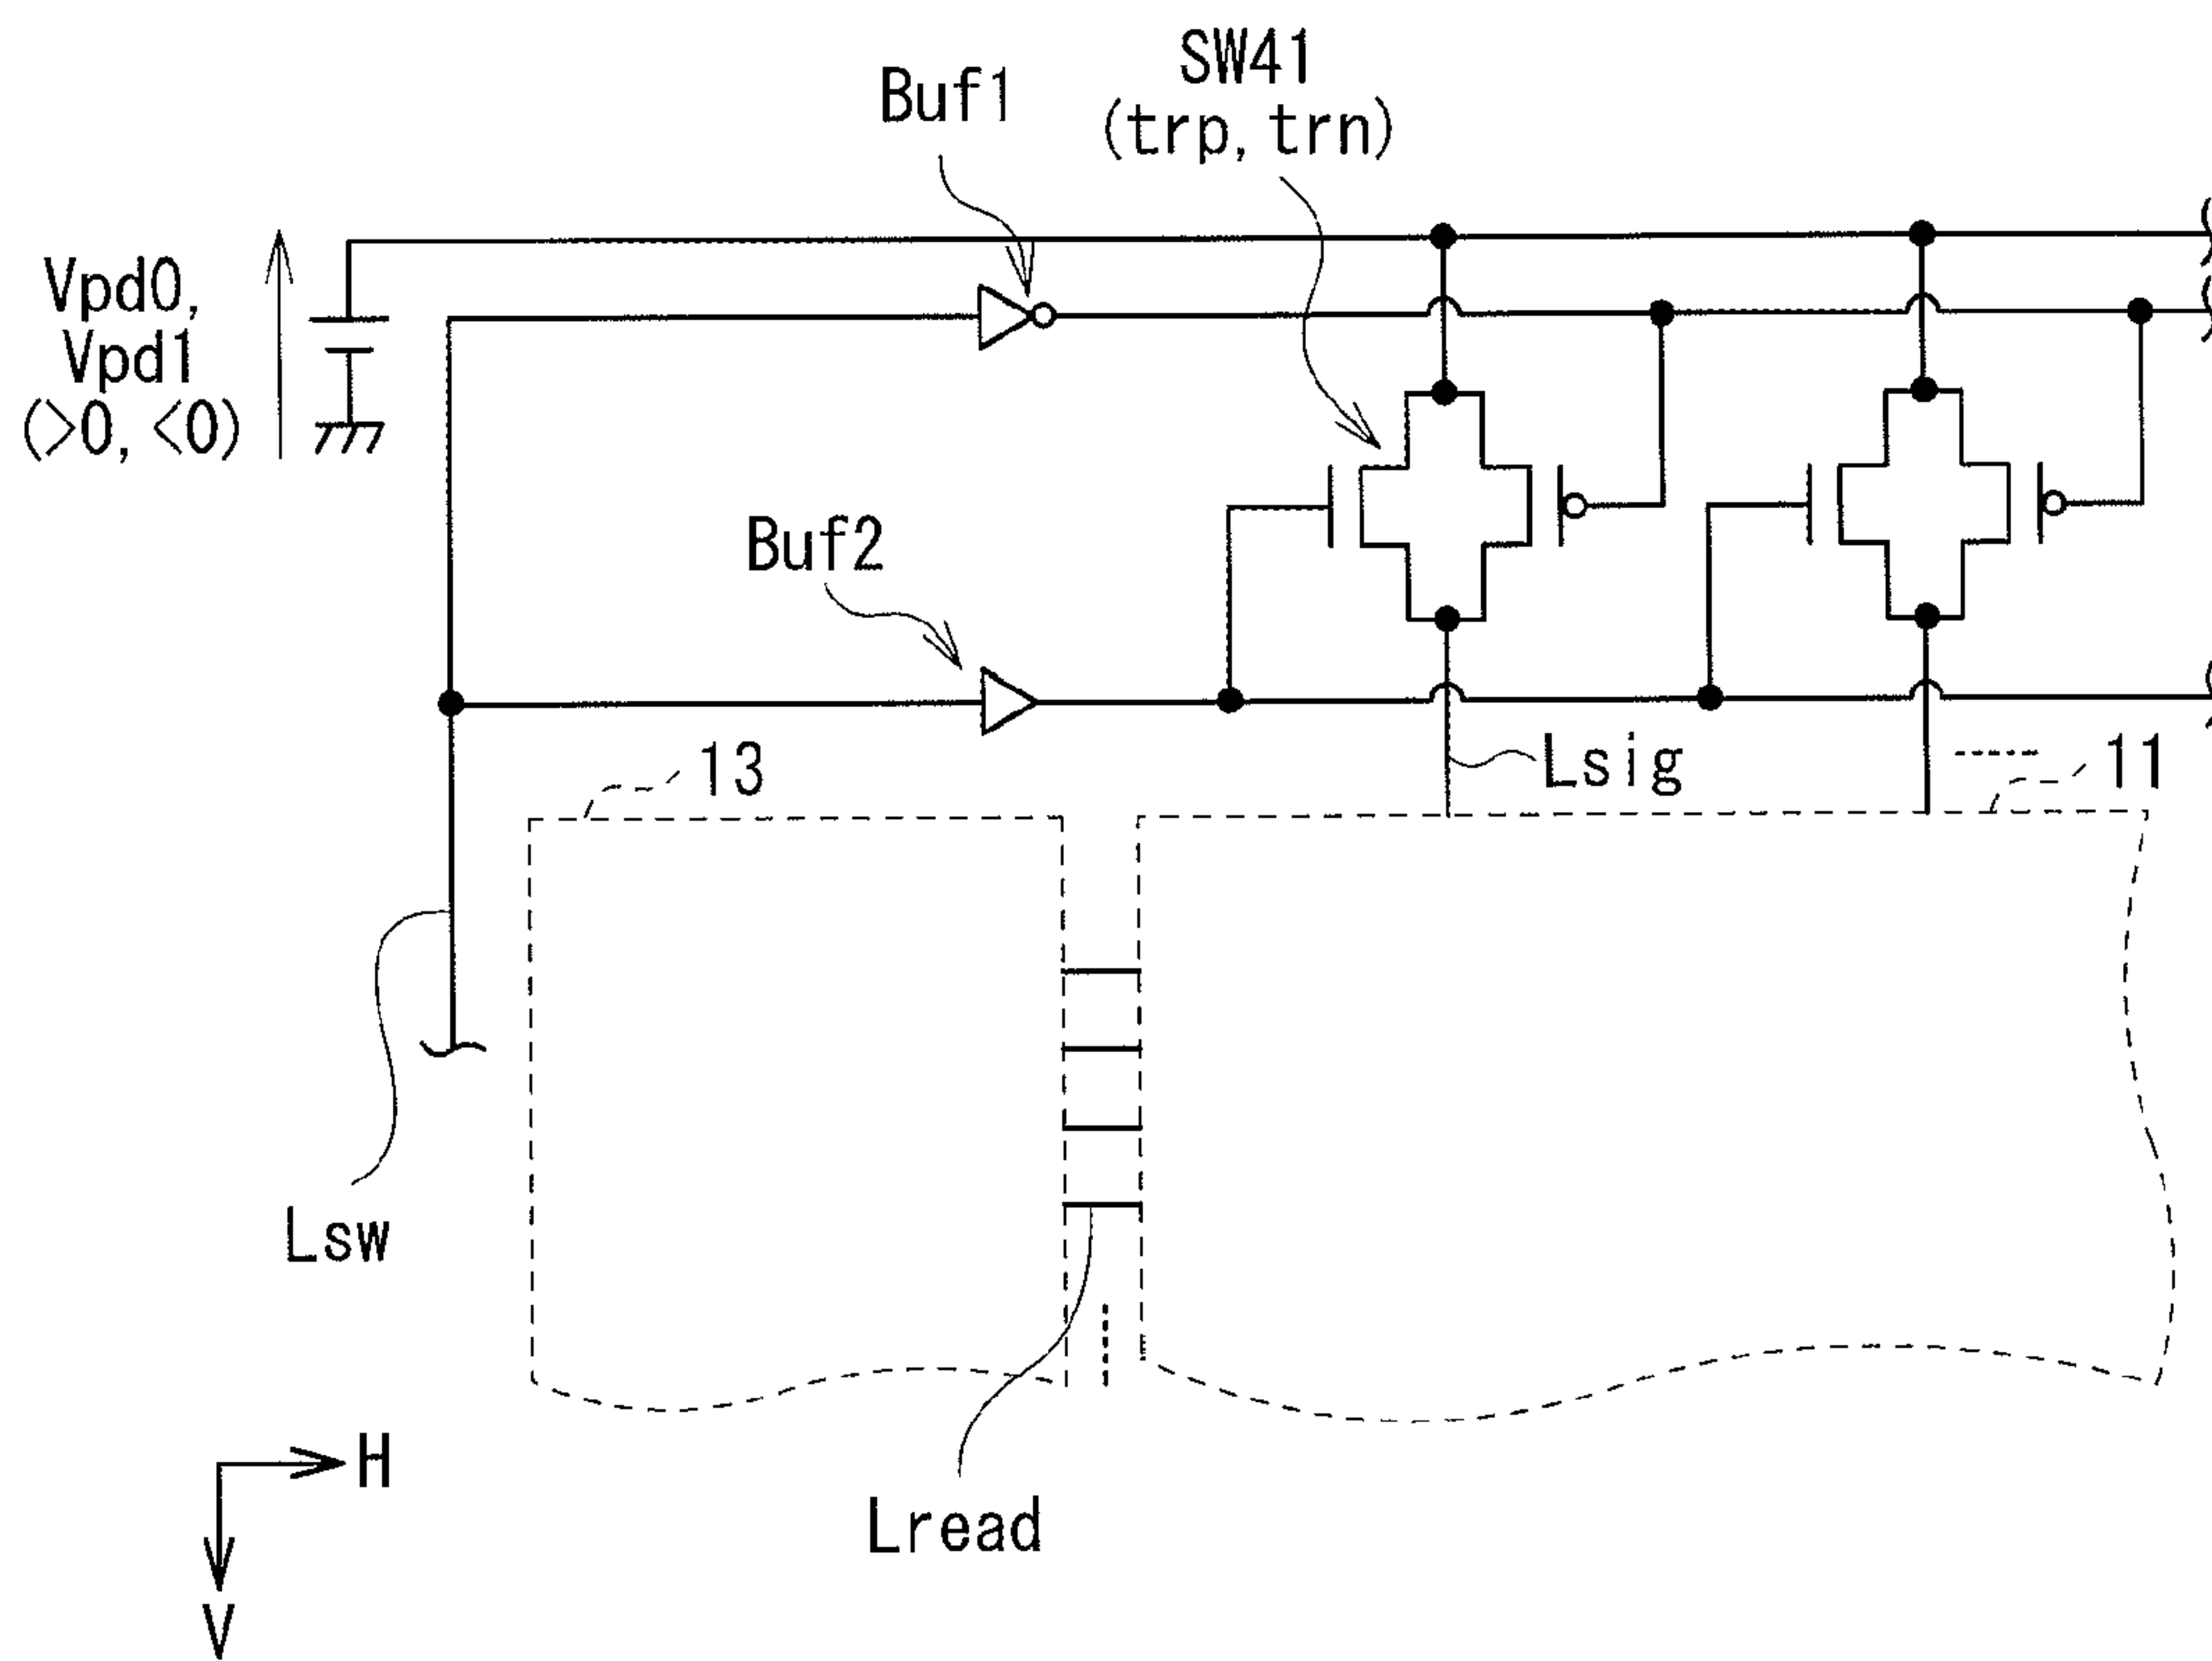 SW41
(trp, trn)
Buf1
Vpd0,
Vpd1
(>0, <0)
Buf2
13
Lsig
11
Lsw
Lread
H
V